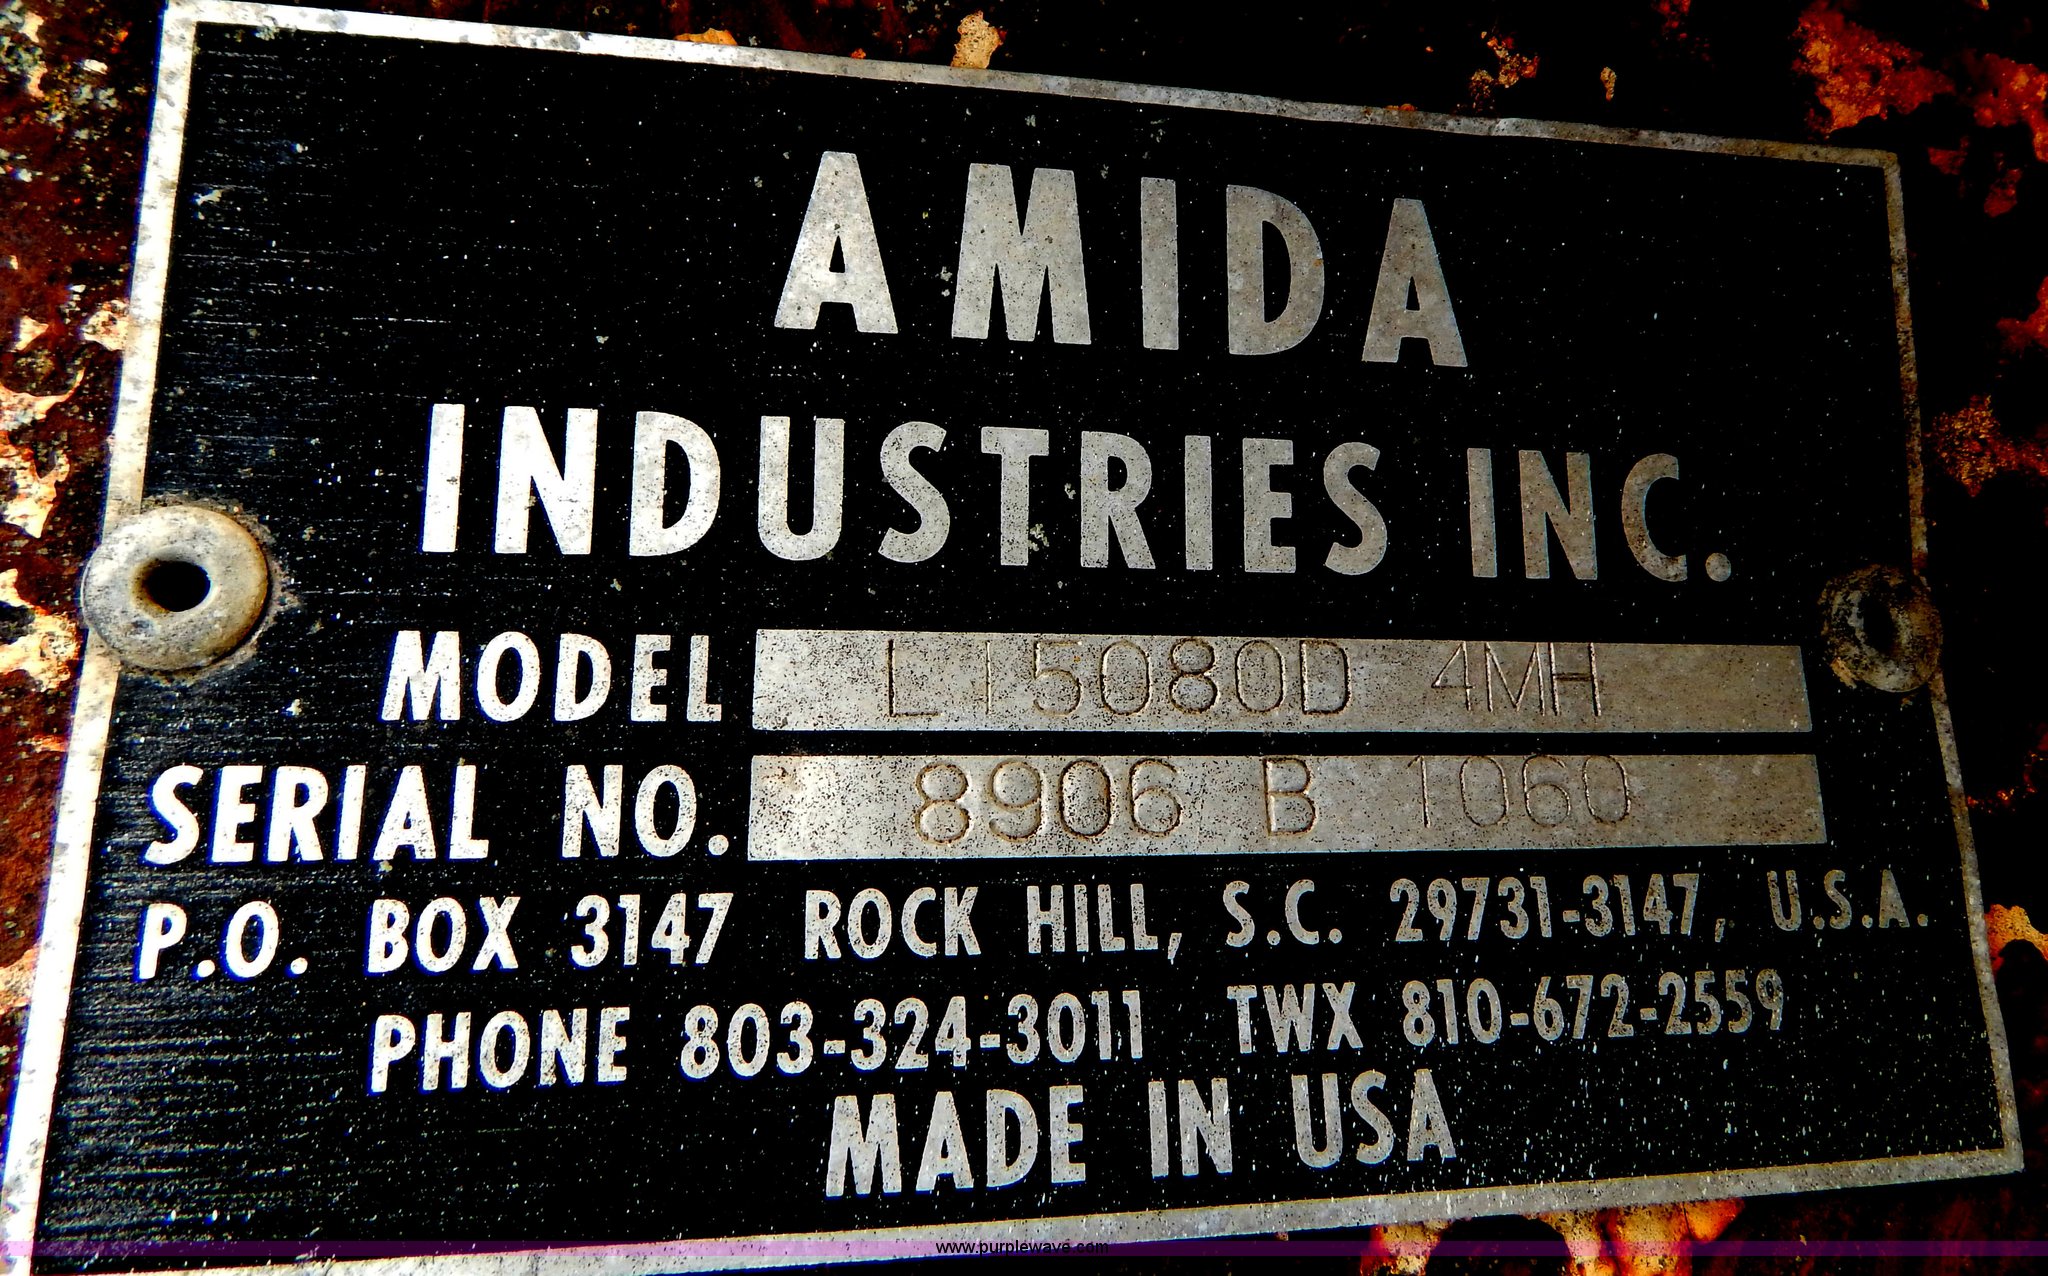 AMIDA
INDUSTRIES INC.
MODEL LT5080D 4MH
SERIAL NO. 8906 B 1060
P.O. BOX 3147 ROCK HILL, S.C. 29731-3147, U.S.A.
PHONE 803-324-3011 TWX 810-672-2559
MADE IN USA
www.purplewave.com